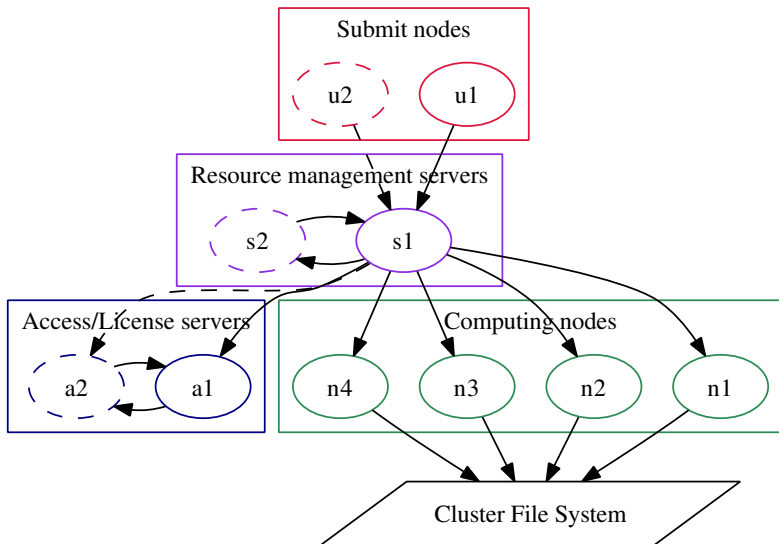 Submit nodes
u2
u1
Resource management servers
s2
s1
Access/License servers
Computing nodes
a2
a1
n4
n3
n2
n1
Cluster File System